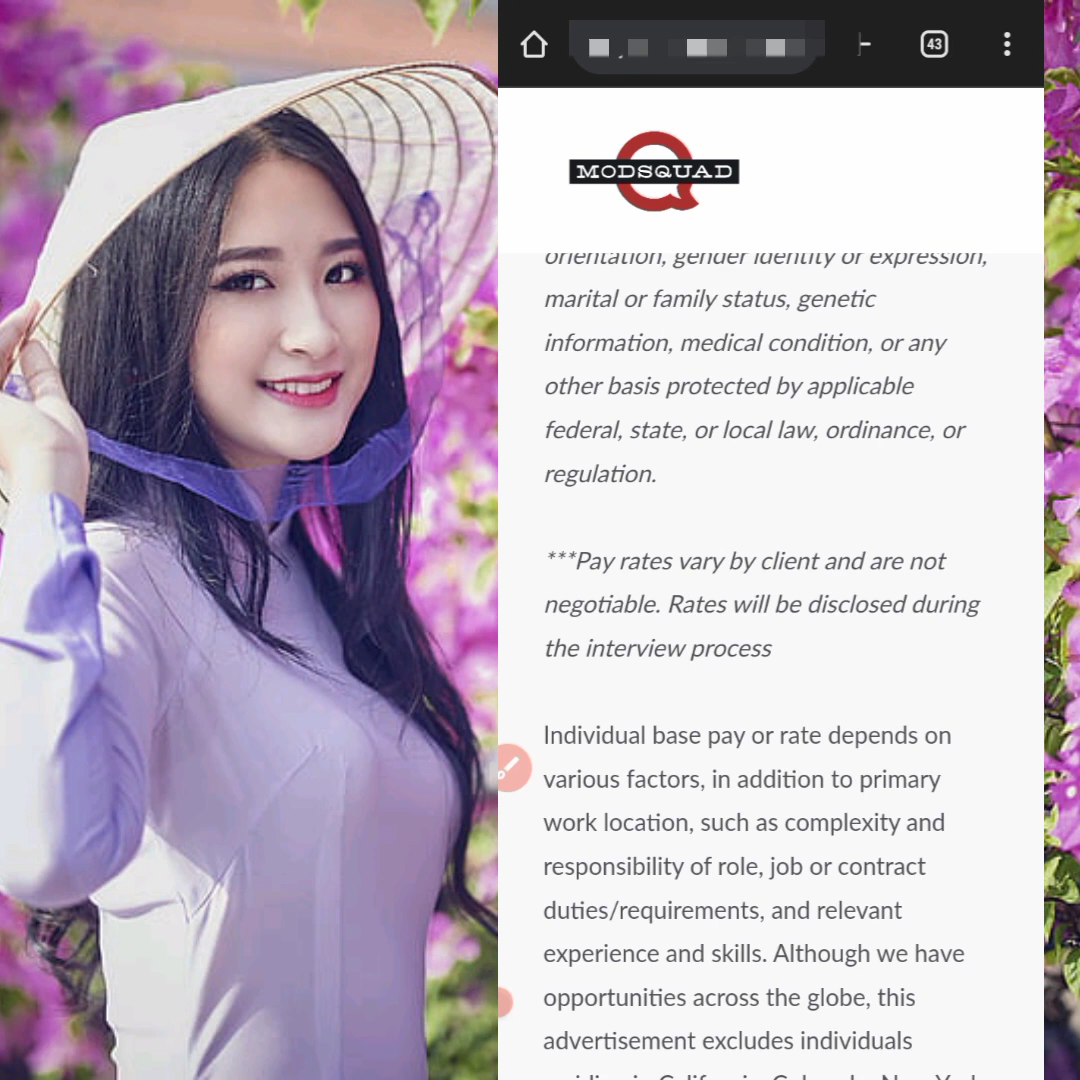 43
MODSQUAD
orientation, gender identity or expression,
marital or family status, genetic
information, medical condition, or any
other basis protected by applicable
federal, state, or local law, ordinance, or
regulation.
***Pay rates vary by client and are not
negotiable. Rates will be disclosed during
the interview process
Individual base pay or rate depends on
various factors, in addition to primary
work location, such as complexity and
responsibility of role, job or contract
duties/requirements, and relevant
experience and skills. Although we have
opportunities across the globe, this
advertisement excludes individuals